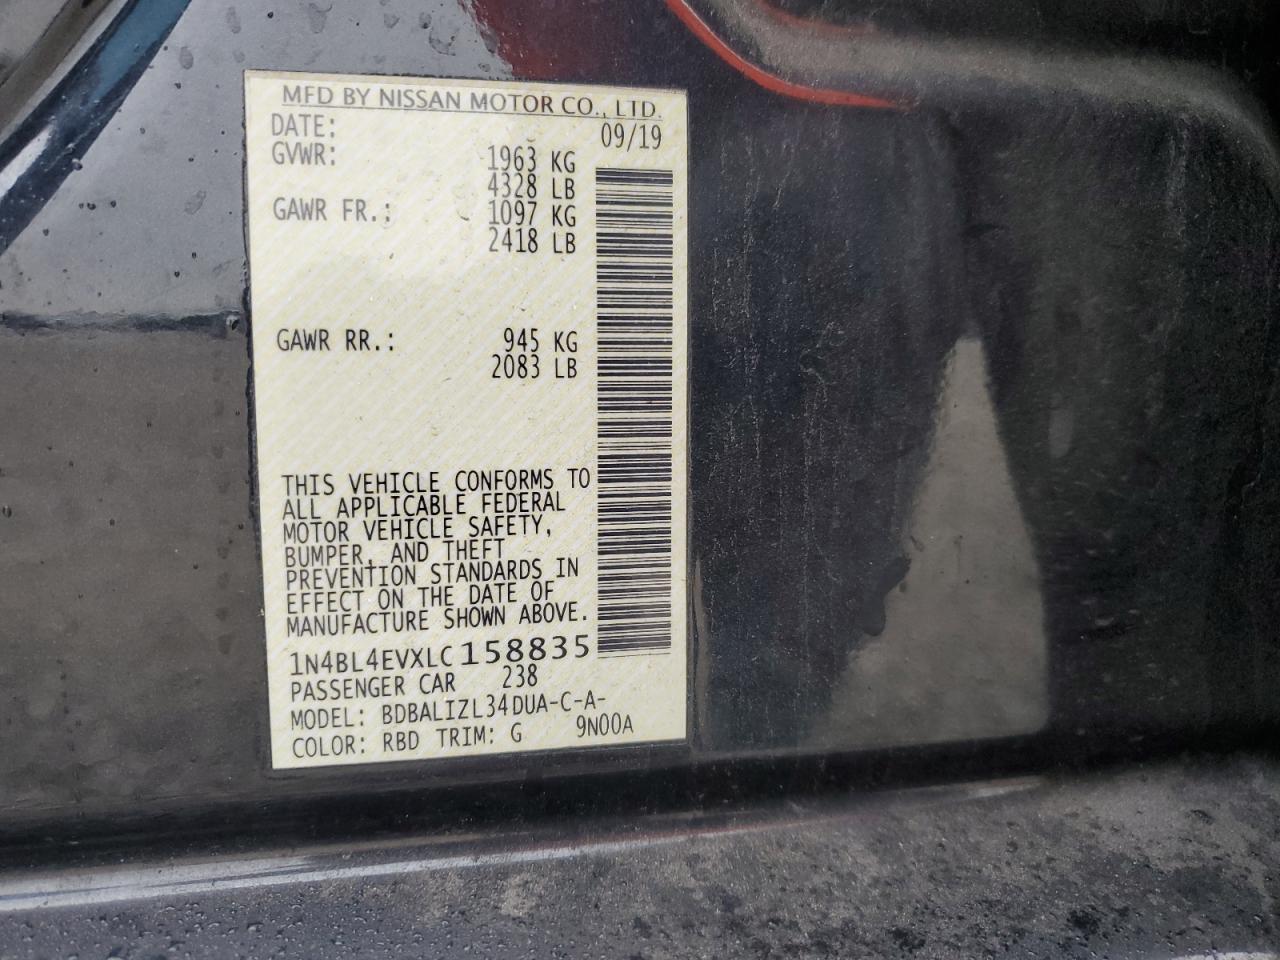 MFD BY NISSAN MOTOR CO., LTD.
DATE: 09/19
GVWR: 1963 KG
4328 LB
GAWR FR.: 1097 KG
2418 LB
GAWR RR.: 945 KG
2083 LB
THIS VEHICLE CONFORMS TO
ALL APPLICABLE FEDERAL
MOTOR VEHICLE SAFETY,
BUMPER, AND THEFT
PREVENTION STANDARDS IN
EFFECT ON THE DATE OF
MANUFACTURE SHOWN ABOVE.
1N4BL4EVXLC158835
PASSENGER CAR 238
MODEL: BDBALIZL34DUA-C-A-
COLOR: RBD TRIM: G 9N00A